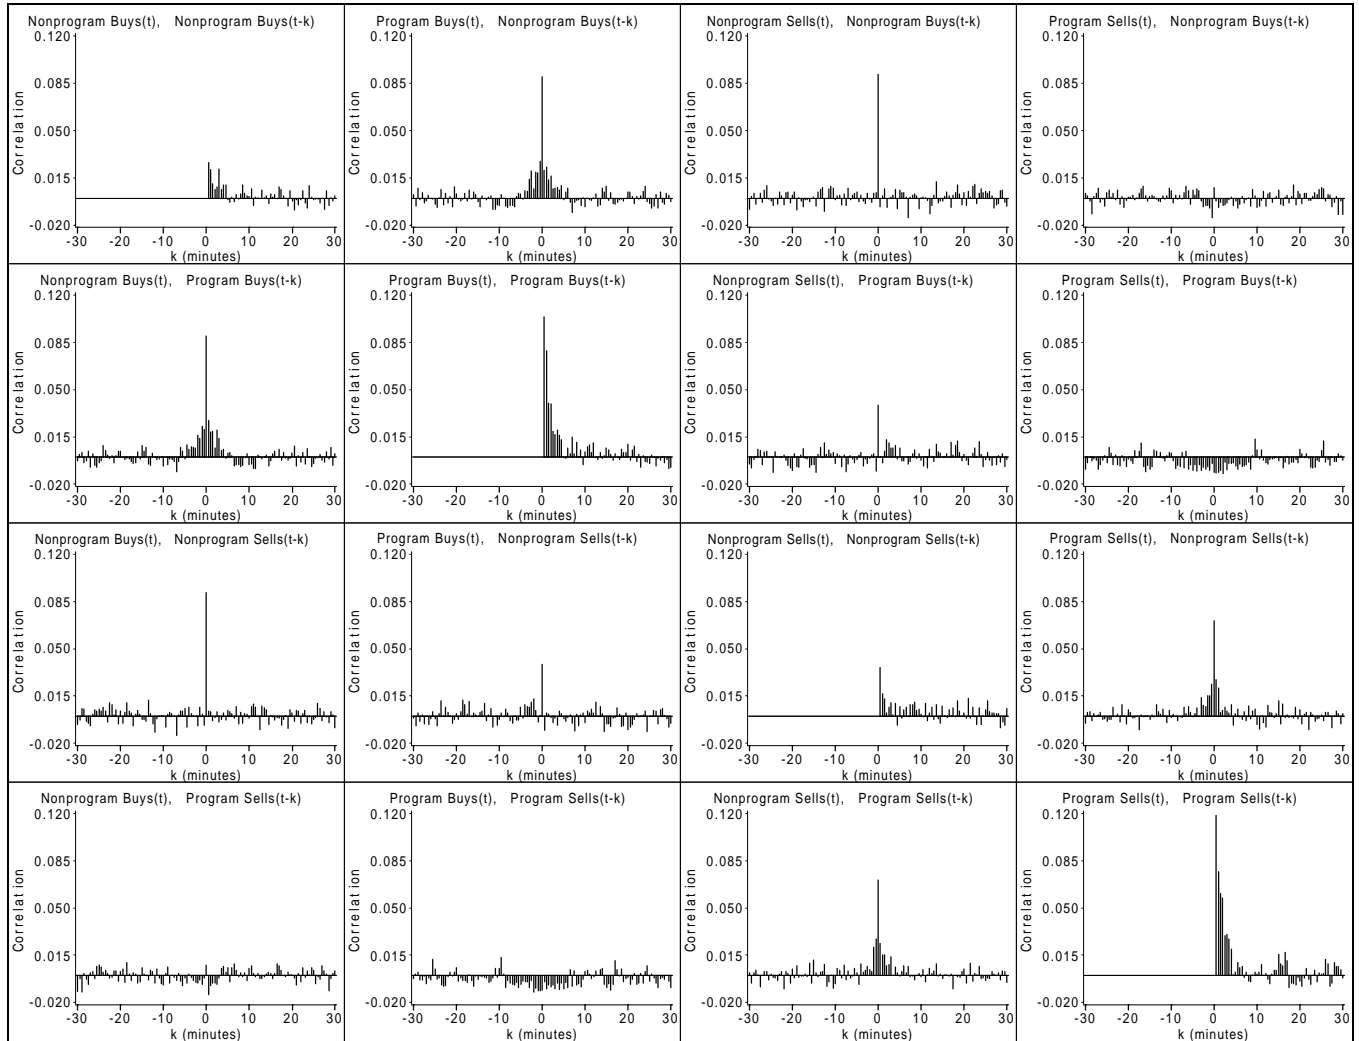 Nonprogram Buys(t), Nonprogram Buys(t-k)
0.120
0.085
0.050
0.015
-0.020
Correlation
-30 -20 -10 0 10 20 30
k (minutes)
Program Buys(t), Nonprogram Buys(t-k)
0.120
0.085
0.050
0.015
-0.020
Correlation
-30 -20 -10 0 10 20 30
k (minutes)
Nonprogram Sells(t), Nonprogram Buys(t-k)
0.120
0.085
0.050
0.015
-0.020
Correlation
-30 -20 -10 0 10 20 30
k (minutes)
Program Sells(t), Nonprogram Buys(t-k)
0.120
0.085
0.050
0.015
-0.020
Correlation
-30 -20 -10 0 10 20 30
k (minutes)
Nonprogram Buys(t), Program Buys(t-k)
0.120
0.085
0.050
0.015
-0.020
Correlation
-30 -20 -10 0 10 20 30
k (minutes)
Program Buys(t), Program Buys(t-k)
0.120
0.085
0.050
0.015
-0.020
Correlation
-30 -20 -10 0 10 20 30
k (minutes)
Nonprogram Sells(t), Program Buys(t-k)
0.120
0.085
0.050
0.015
-0.020
Correlation
-30 -20 -10 0 10 20 30
k (minutes)
Program Sells(t), Program Buys(t-k)
0.120
0.085
0.050
0.015
-0.020
Correlation
-30 -20 -10 0 10 20 30
k (minutes)
Nonprogram Buys(t), Nonprogram Sells(t-k)
0.120
0.085
0.050
0.015
-0.020
Correlation
-30 -20 -10 0 10 20 30
k (minutes)
Program Buys(t), Nonprogram Sells(t-k)
0.120
0.085
0.050
0.015
-0.020
Correlation
-30 -20 -10 0 10 20 30
k (minutes)
Nonprogram Sells(t), Nonprogram Sells(t-k)
0.120
0.085
0.050
0.015
-0.020
Correlation
-30 -20 -10 0 10 20 30
k (minutes)
Program Sells(t), Nonprogram Sells(t-k)
0.120
0.085
0.050
0.015
-0.020
Correlation
-30 -20 -10 0 10 20 30
k (minutes)
Nonprogram Buys(t), Program Sells(t-k)
0.120
0.085
0.050
0.015
-0.020
Correlation
-30 -20 -10 0 10 20 30
k (minutes)
Program Buys(t), Program Sells(t-k)
0.120
0.085
0.050
0.015
-0.020
Correlation
-30 -20 -10 0 10 20 30
k (minutes)
Nonprogram Sells(t), Program Sells(t-k)
0.120
0.085
0.050
0.015
-0.020
Correlation
-30 -20 -10 0 10 20 30
k (minutes)
Program Sells(t), Program Sells(t-k)
0.120
0.085
0.050
0.015
-0.020
Correlation
-30 -20 -10 0 10 20 30
k (minutes)